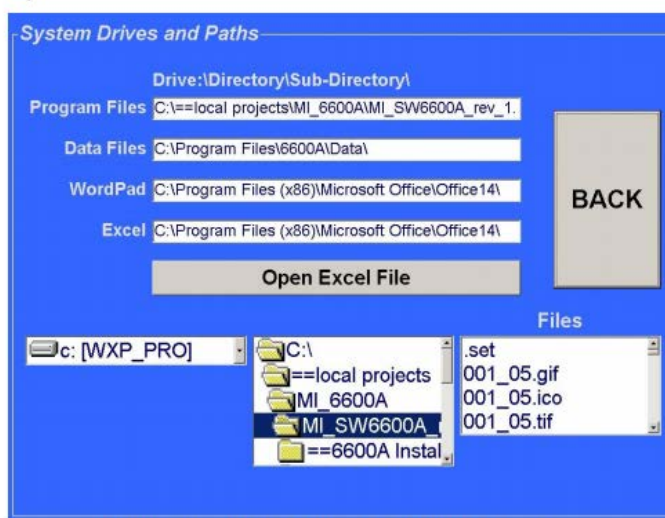 System Drives and Paths
Drive:\Directory\Sub-Directory\
Program Files C:\==local projects\MI_6600A\MI_SW6600A_rev_1.
Data Files C:\Program Files\6600A\Data\
WordPad C:\Program Files (x86)\Microsoft Office\Office14\
Excel C:\Program Files (x86)\Microsoft Office\Office14\
BACK
Open Excel File
Files
c: [WXP_PRO]
C:\
==local projects
MI_6600A
MI_SW6600A_
==6600A Instal
.set
001_05.gif
001_05.ico
001_05.tif